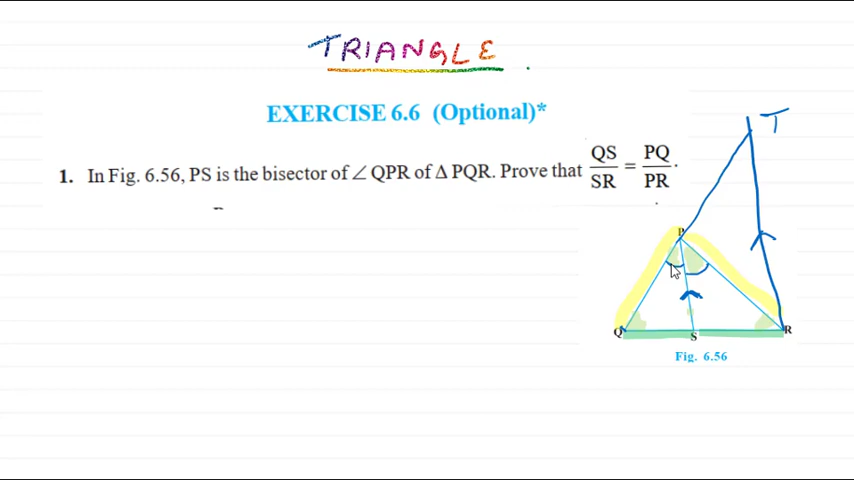 TRIANGLE
EXERCISE 6.6 (Optional)*
1. In Fig. 6.56, PS is the bisector of ∠ QPR of Δ PQR. Prove that QS/SR = PQ/PR.
T
P
Q S R
Fig. 6.56